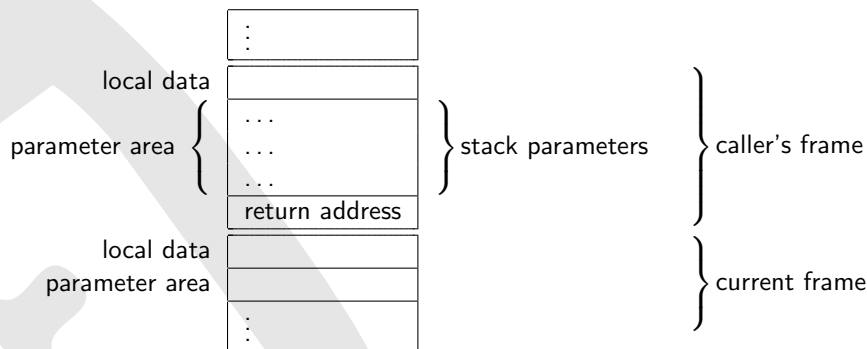 ⋮
local data
parameter area
. . .
. . .
. . .
stack parameters
caller's frame
return address
local data
parameter area
current frame
⋮